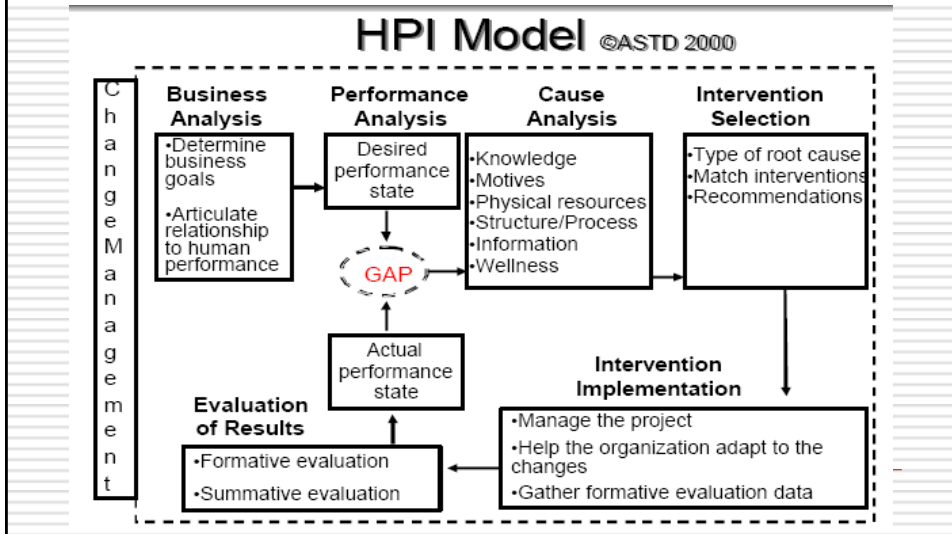 HPI Model ©ASTD 2000
C
h
a
n
g
e
M
a
n
a
g
e
m
e
n
t
Business
Analysis
•Determine
business
goals
•Articulate
relationship
to human
performance
Performance
Analysis
Desired
performance
state
GAP
Actual
performance
state
Cause
Analysis
•Knowledge
•Motives
•Physical resources
•Structure/Process
•Information
•Wellness
Intervention
Selection
•Type of root cause
•Match interventions
•Recommendations
Intervention
Implementation
•Manage the project
•Help the organization adapt to the
changes
•Gather formative evaluation data
Evaluation
of Results
•Formative evaluation
•Summative evaluation